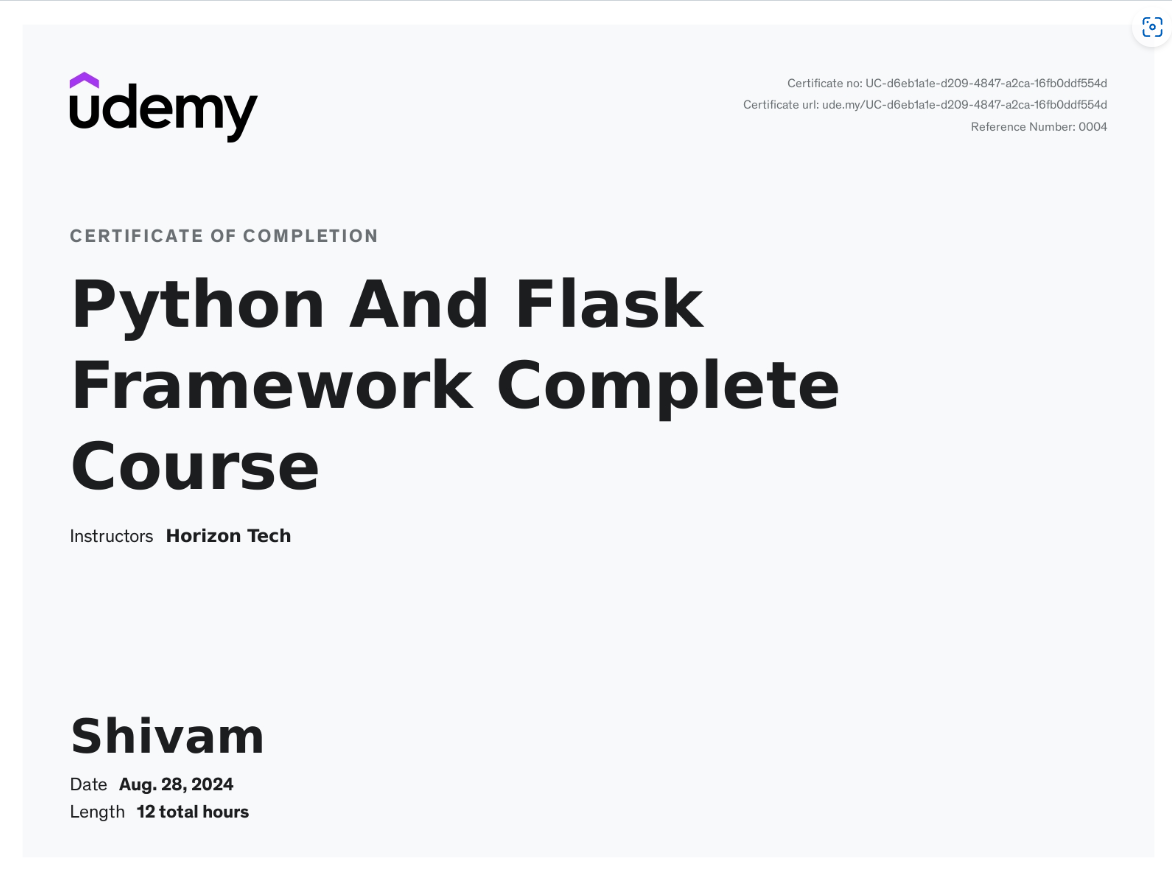 udemy
Certificate no: UC-d6eb1a1e-d209-4847-a2ca-16fb0ddf554d
Certificate url: ude.my/UC-d6eb1a1e-d209-4847-a2ca-16fb0ddf554d
Reference Number: 0004
CERTIFICATE OF COMPLETION
Python And Flask
Framework Complete
Course
Instructors Horizon Tech
Shivam
Date Aug. 28, 2024
Length 12 total hours